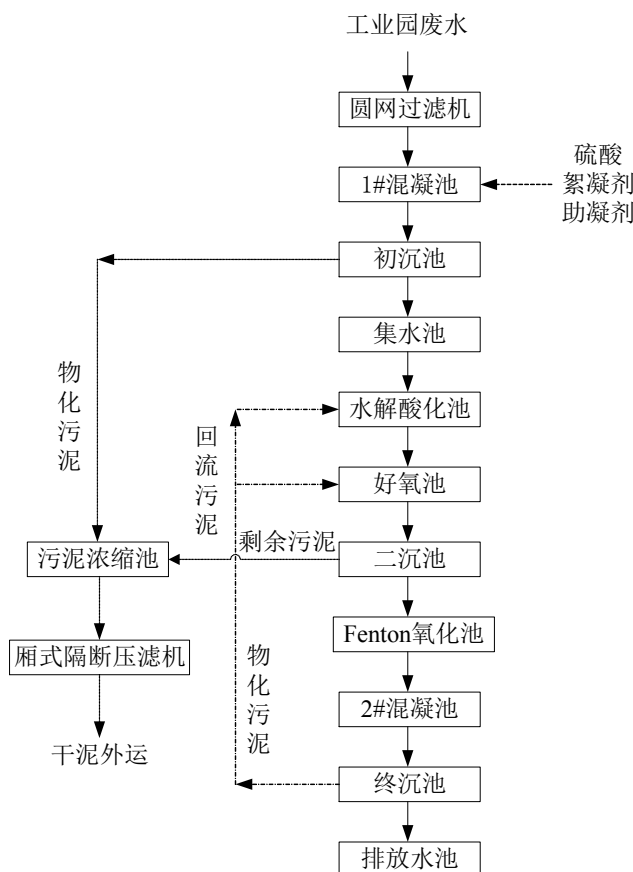 工业园废水
圆网过滤机
1#混凝池
硫酸
絮凝剂
助凝剂
初沉池
集水池
物化污泥
水解酸化池
回流污泥
好氧池
剩余污泥
污泥浓缩池
二沉池
Fenton氧化池
厢式隔断压滤机
物化污泥
2#混凝池
干泥外运
终沉池
排放水池